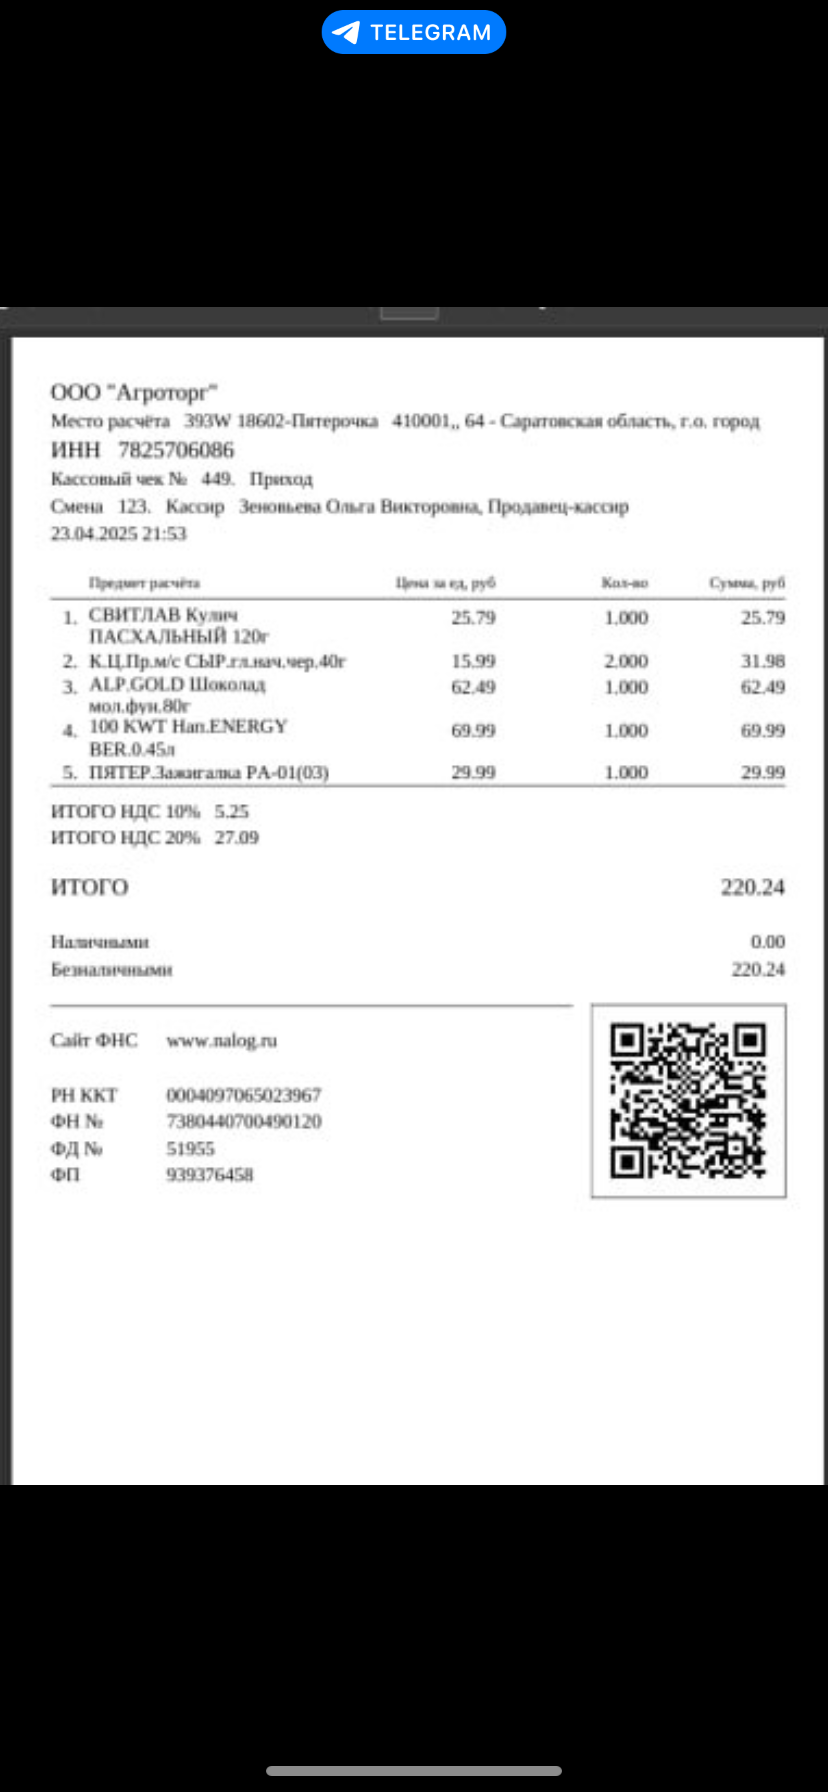 TELEGRAM
ООО "Агроторг"
Место расчёта 393W 18602-Пятерочка 410001,, 64 - Саратовская область, г.о. город
ИНН 7825706086
Кассовый чек № 449. Приход
Смена 123. Кассир Зеновьева Ольга Викторовна, Продавец-кассир
23.04.2025 21:53
Предмет расчёта Цена за ед, руб Кол-во Сумма, руб
1. СВИТЛАВ Кулич 25.79 1.000 25.79
ПАСХАЛЬНЫЙ 120г
2. К.Ц.Пр.м/с СЫР.гл.нач.чер.40г 15.99 2.000 31.98
3. ALP.GOLD Шоколад 62.49 1.000 62.49
мол.фун.80г
4. 100 KWT Нап.ENERGY 69.99 1.000 69.99
BER.0.45л
5. ПЯТЕР.Зажигалка РА-01(03) 29.99 1.000 29.99
ИТОГО НДС 10% 5.25
ИТОГО НДС 20% 27.09
ИТОГО 220.24
Наличными 0.00
Безналичными 220.24
Сайт ФНС www.nalog.ru
РН ККТ 0004097065023967
ФН № 7380440700490120
ФД № 51955
ФП 939376458